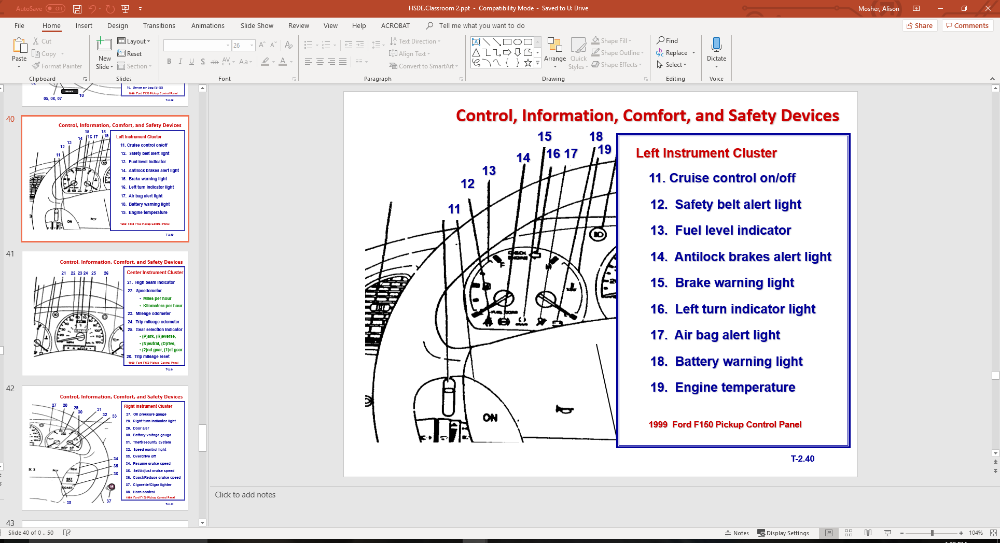 AutoSave Off
HSDE.Classroom 2.ppt - Compatibility Mode - Saved to U: Drive
Mosher, Alison
File Home Insert Design Transitions Animations Slide Show Review View Help ACROBAT Tell me what you want to do
Share Comments
Paste
Cut
Copy
Format Painter
Clipboard
New Slide
Layout
Reset
Section
Slides
26
B I U S ab AV Aa A
Font
Text Direction
Align Text
Convert to SmartArt
Paragraph
Arrange
Quick Styles
Shape Fill
Shape Outline
Shape Effects
Drawing
Find
Replace
Select
Editing
Dictate
Voice
05, 06, 07
BRAKE
10
10. Driver air bag (SRS)
1999 Ford F150 Pickup Control Panel
T-2.39
40
Control, Information, Comfort, and Safety Devices
15 18
14 16 17 19
13
12
11
ON
Left Instrument Cluster
11. Cruise control on/off
12. Safety belt alert light
13. Fuel level indicator
14. Antilock brakes alert light
15. Brake warning light
16. Left turn indicator light
17. Air bag alert light
18. Battery warning light
19. Engine temperature
1999 Ford F150 Pickup Control Panel
T-2.40
41
Control, Information, Comfort, and Safety Devices
21 22 23 24 25 26
Center Instrument Cluster
21. High beam indicator
22. Speedometer
• Miles per hour
• Kilometers per hour
23. Mileage odometer
24. Trip mileage odometer
25. Gear selection indicator
• (P)ark, (R)everse,
• (N)eutral, (D)rive,
• (2)nd gear, (1)st gear
26. Trip mileage reset
1999 Ford F150 Pickup Control Panel
T-2.41
42
Control, Information, Comfort, and Safety Devices
27 28 29 30 31 32 33
34
35
36
37
38
R S
COAST
Right Instrument Cluster
27. Oil pressure gauge
28. Right turn indicator light
29. Door ajar
30. Battery voltage gauge
31. Theft/Security system
32. Speed control light
33. Overdrive off
34. Resume cruise speed
35. Set/Adjust cruise speed
36. Coast/Reduce cruise speed
37. Cigarette/Cigar lighter
38. Horn control
1999 Ford F150 Pickup Control Panel
T-2.42
43
Control, Information, Comfort, and Safety Devices
15 18
14 16 17 19
13
12
11
CHECK
ENGINE
F
H
ON
Left Instrument Cluster
11. Cruise control on/off
12. Safety belt alert light
13. Fuel level indicator
14. Antilock brakes alert light
15. Brake warning light
16. Left turn indicator light
17. Air bag alert light
18. Battery warning light
19. Engine temperature
1999 Ford F150 Pickup Control Panel
T-2.40
Click to add notes
Slide 40 of 0 .. 50
Notes Display Settings 104%